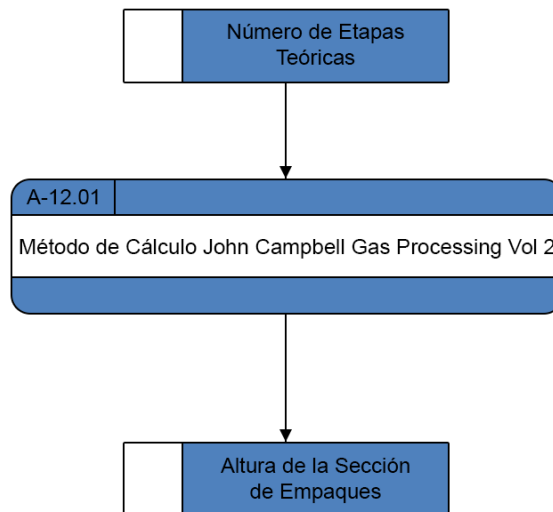 Número de Etapas
Teóricas
A-12.01
Método de Cálculo John Campbell Gas Processing Vol 2
Altura de la Sección
de Empaques